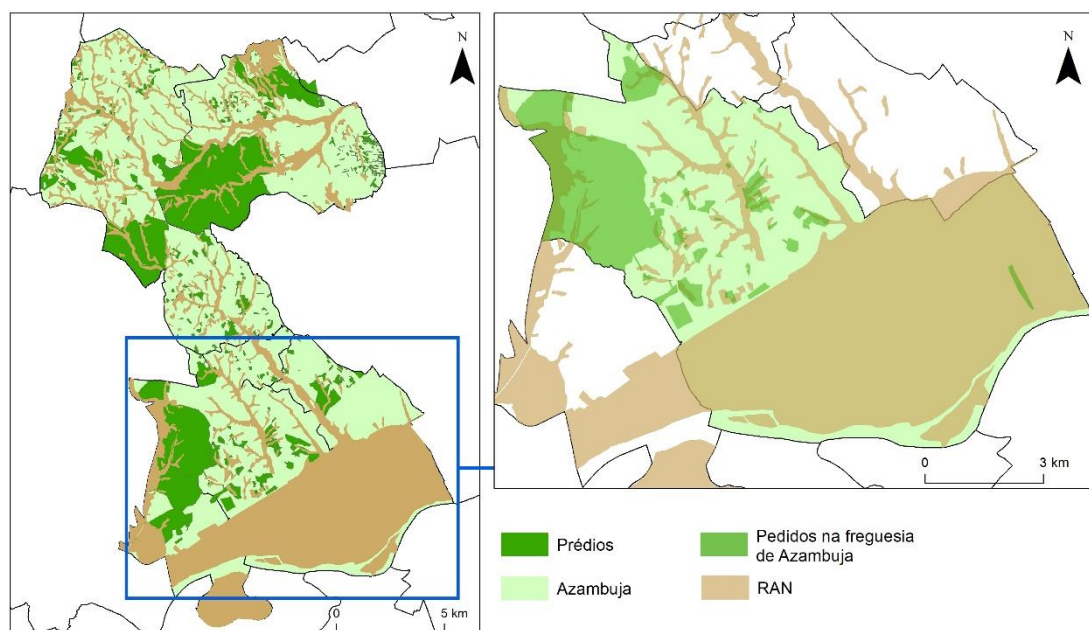 N
0
5 km
N
0
3 km
Prédios
Azambuja
Pedidos na freguesia
de Azambuja
RAN